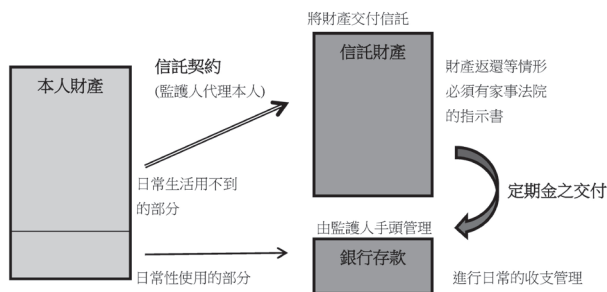 將財產交付信託
本人財產
信託契約
(監護人代理本人)
信託財產
財產返還等情形
必須有家事法院
的指示書
日常生活用不到
的部分
定期金之交付
由監護人手頭管理
銀行存款
日常性使用的部分
進行日常的收支管理